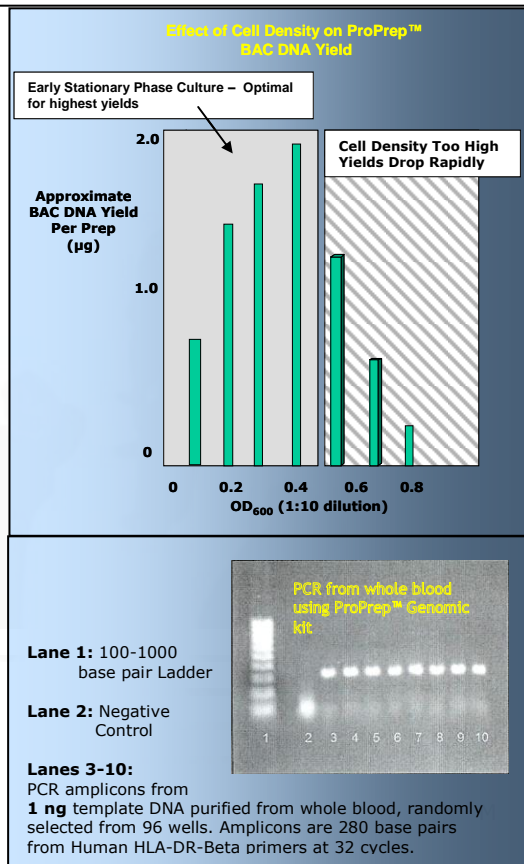 Effect of Cell Density on ProPrep™
BAC DNA Yield
Early Stationary Phase Culture – Optimal
for highest yields
Cell Density Too High
Yields Drop Rapidly
2.0
Approximate
BAC DNA Yield
Per Prep
(µg)
1.0
0
0 0.2 0.4 0.6 0.8
OD600 (1:10 dilution)
PCR from whole blood
using ProPrep™ Genomic
kit
Lane 1: 100-1000
base pair Ladder
Lane 2: Negative
Control
1 2 3 4 5 6 7 8 9 10
Lanes 3-10:
PCR amplicons from
1 ng template DNA purified from whole blood, randomly
selected from 96 wells. Amplicons are 280 base pairs
from Human HLA-DR-Beta primers at 32 cycles.